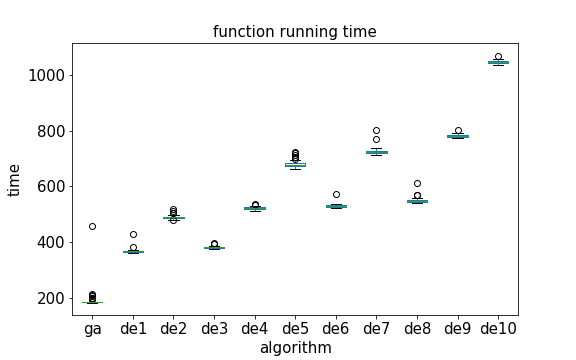 function running time
1000
800
600
400
200
time
ga de1 de2 de3 de4 de5 de6 de7 de8 de9 de10
algorithm